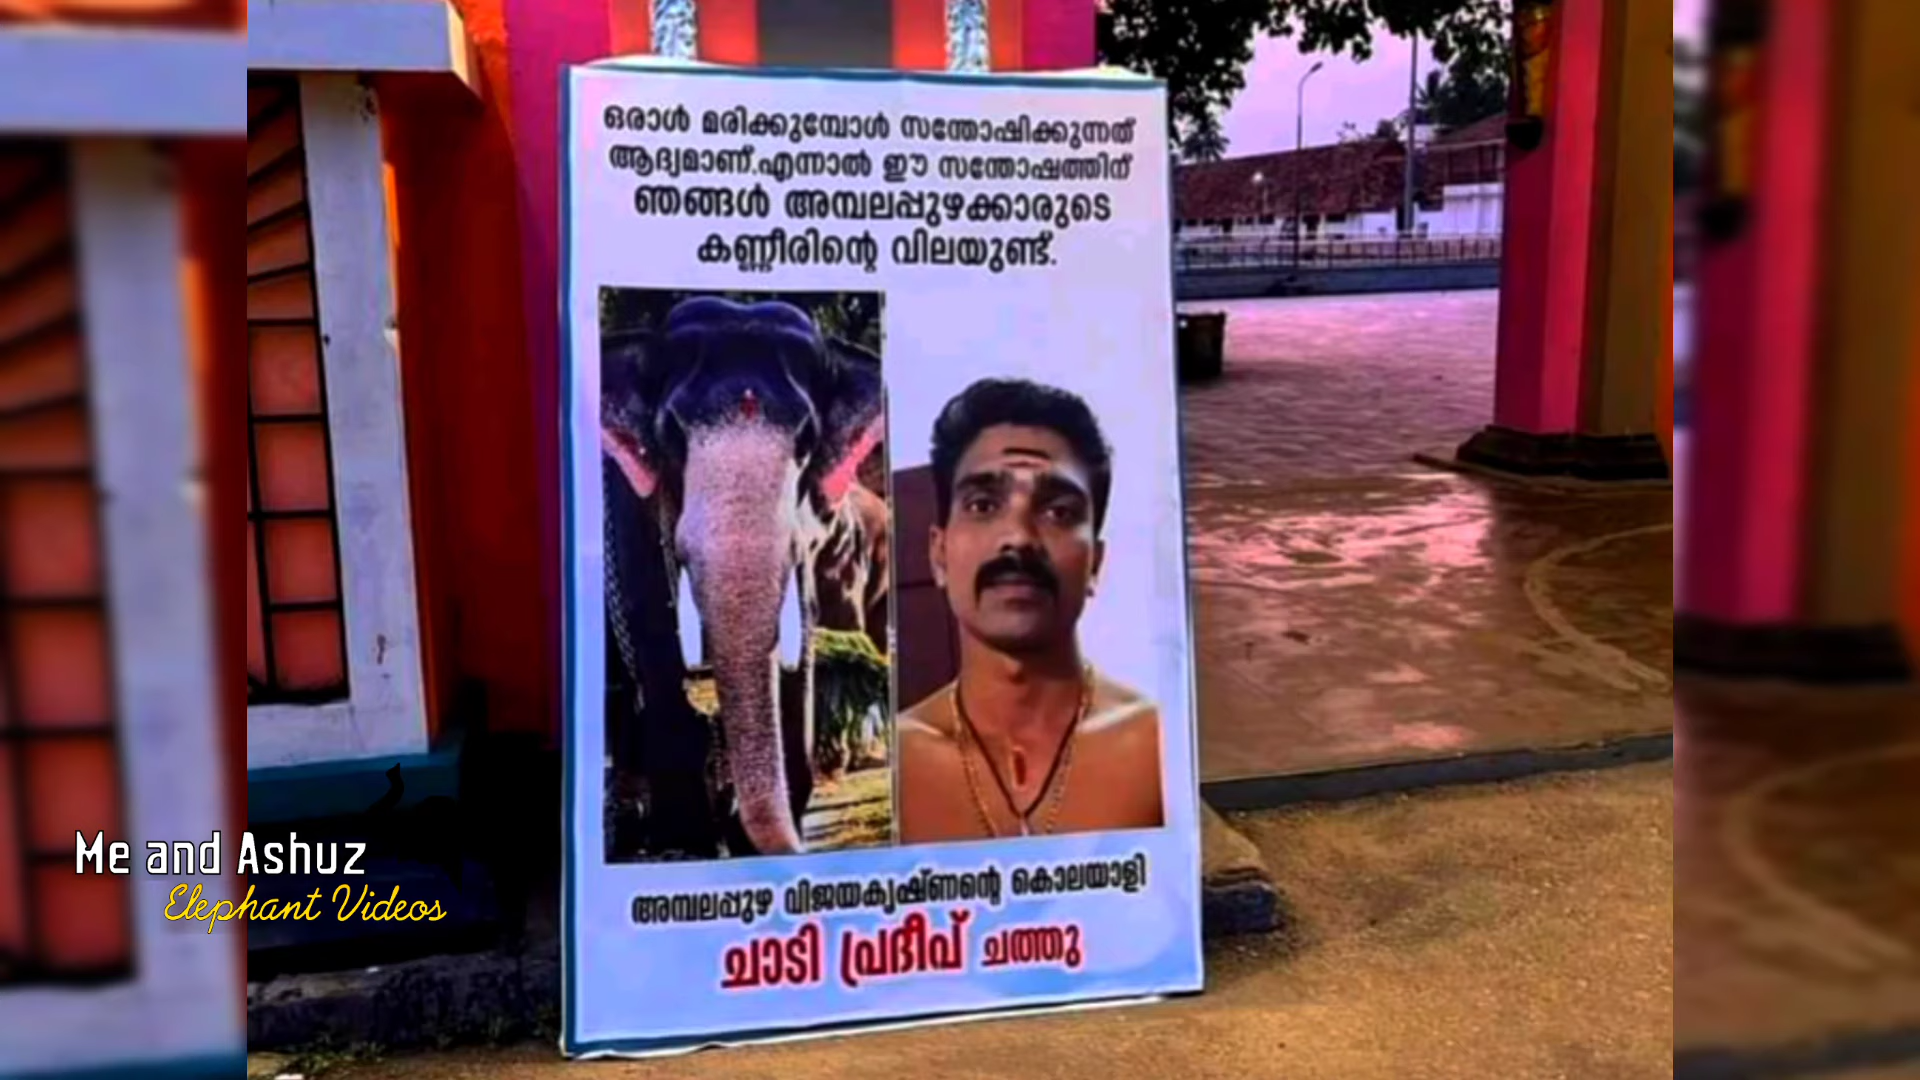 ഒരാൾ മരിക്കുമ്പോൾ സന്തോഷിക്കുന്നത്
ആദ്യമാണ്.എന്നാൽ ഈ സന്തോഷത്തിന്
ഞങ്ങൾ അമ്പലപ്പുഴക്കാരുടെ
കണ്ണീരിന്റെ വിലയുണ്ട്.
അമ്പലപ്പുഴ വിജയകൃഷ്ണന്റെ കൊലയാളി
ചാടി പ്രദീപ് ചത്തു
Me and Ashuz
Elephant Videos